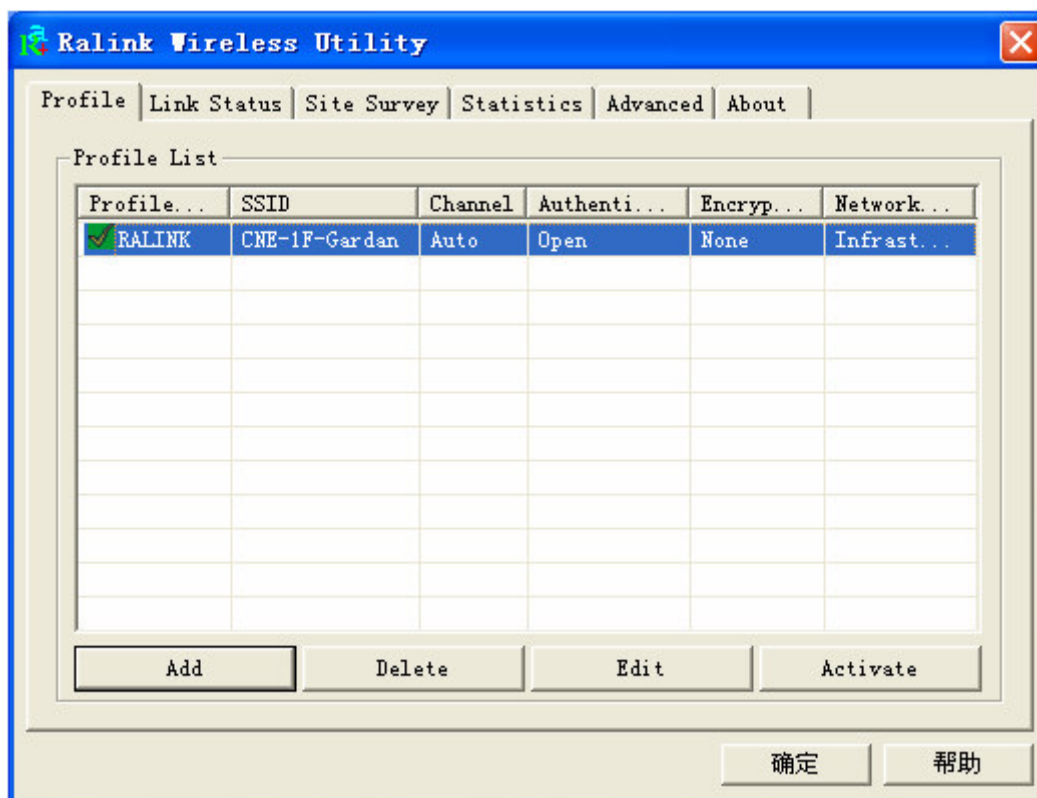 Ralink Wireless Utility
Profile Link Status Site Survey Statistics Advanced About
Profile List
Profile... SSID Channel Authenti... Encryp... Network...
RALINK CNE-1F-Gardan Auto Open None Infrast...
Add Delete Edit Activate
确定 帮助